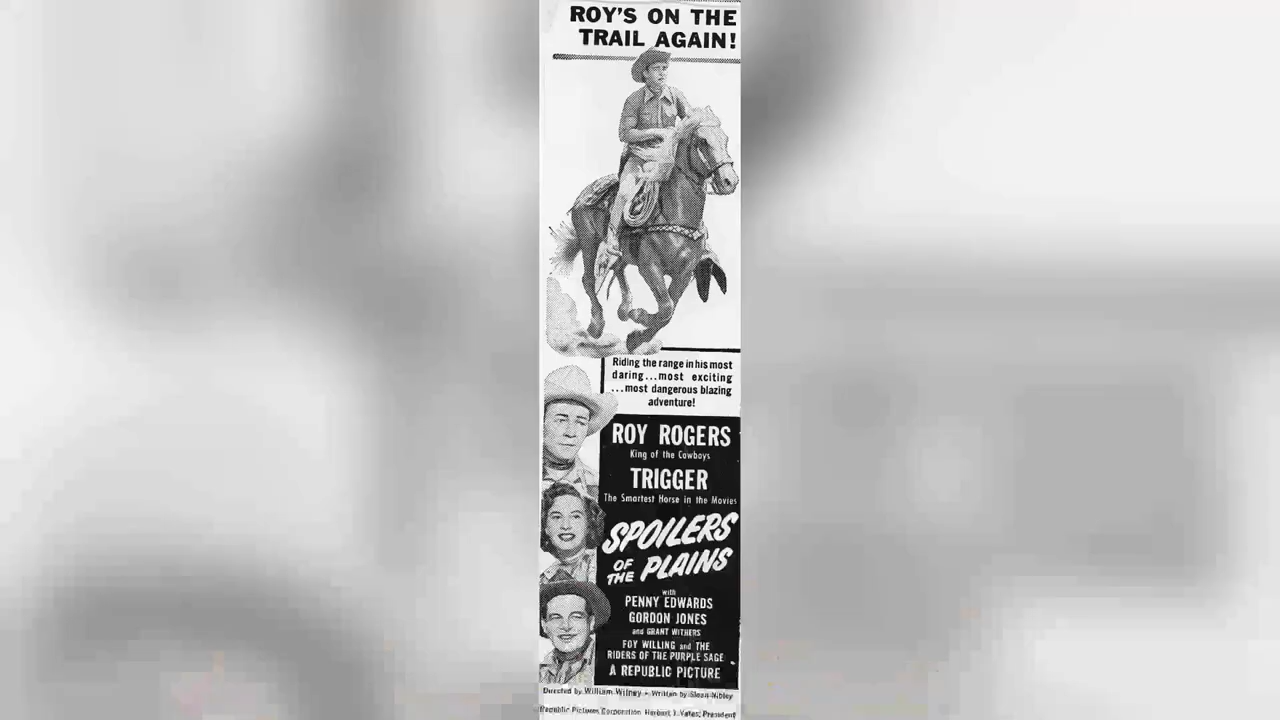 ROY'S ON THE
TRAIL AGAIN!
Riding the range in his most
daring...most exciting
...most dangerous blazing
adventure!
ROY ROGERS
King of the Cowboys
TRIGGER
The Smartest Horse in the Movies
SPOILERS
OF THE PLAINS
with
PENNY EDWARDS
GORDON JONES
and GRANT WITHERS
FOY WILLING and THE
RIDERS OF THE PURPLE SAGE
A REPUBLIC PICTURE
Directed by William Witney - Written by Sloan Nibley
Republic Pictures Corporation Herbert J. Yates, President